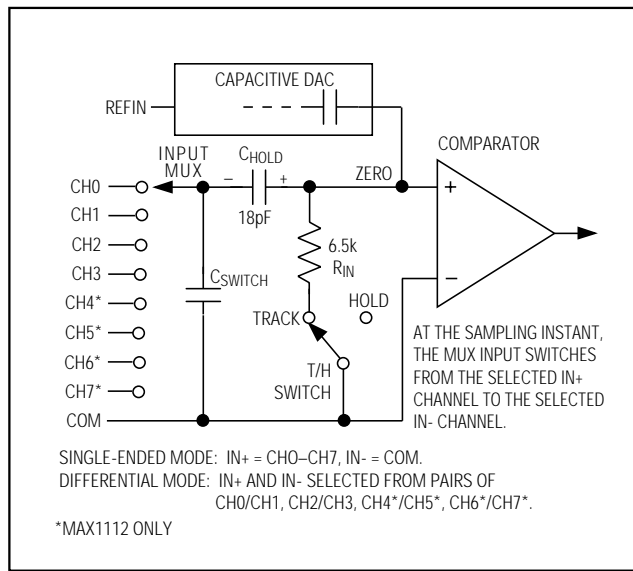 CAPACITIVE DAC
REFIN
COMPARATOR
INPUT
MUX
CHOLD
ZERO
– +
+
CH0
18pF
CH1
6.5k
RIN
CH2
CH3
CSWITCH
–
HOLD
CH4*
TRACK
CH5*
AT THE SAMPLING INSTANT,
THE MUX INPUT SWITCHES
FROM THE SELECTED IN+
CHANNEL TO THE SELECTED
IN- CHANNEL.
CH6*
T/H
SWITCH
CH7*
COM
SINGLE-ENDED MODE: IN+ = CHO–CH7, IN- = COM.
DIFFERENTIAL MODE: IN+ AND IN- SELECTED FROM PAIRS OF
CH0/CH1, CH2/CH3, CH4*/CH5*, CH6*/CH7*.
*MAX1112 ONLY